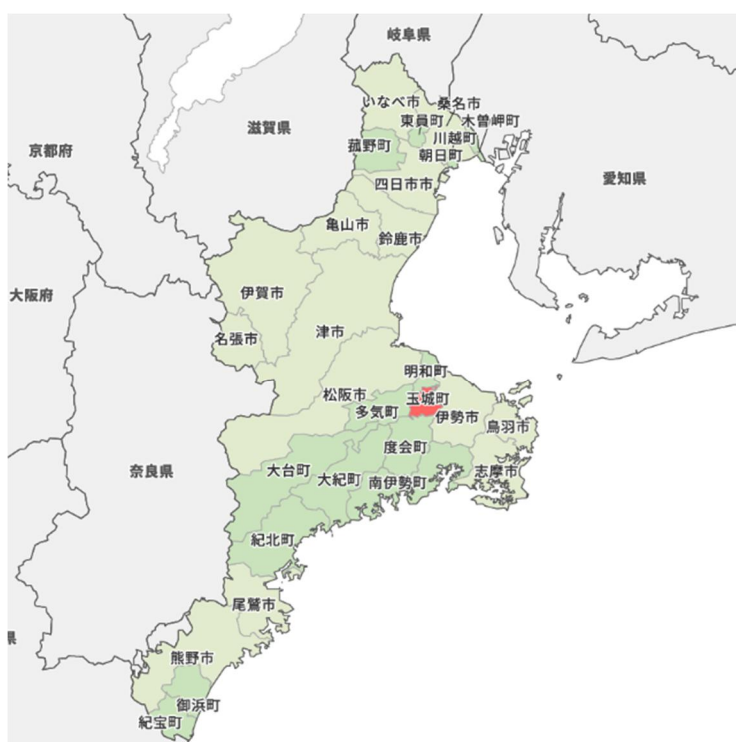 岐阜県
いなべ市
桑名市
東員町
木曽岬町
滋賀県
川越町
菰野町
朝日町
京都府
四日市市
愛知県
亀山市
鈴鹿市
伊賀市
大阪府
津市
名張市
明和町
松阪市
玉城町
多気町
伊勢市
鳥羽市
度会町
奈良県
大台町
志摩市
大紀町
南伊勢町
紀北町
尾鷲市
県
熊野市
御浜町
紀宝町